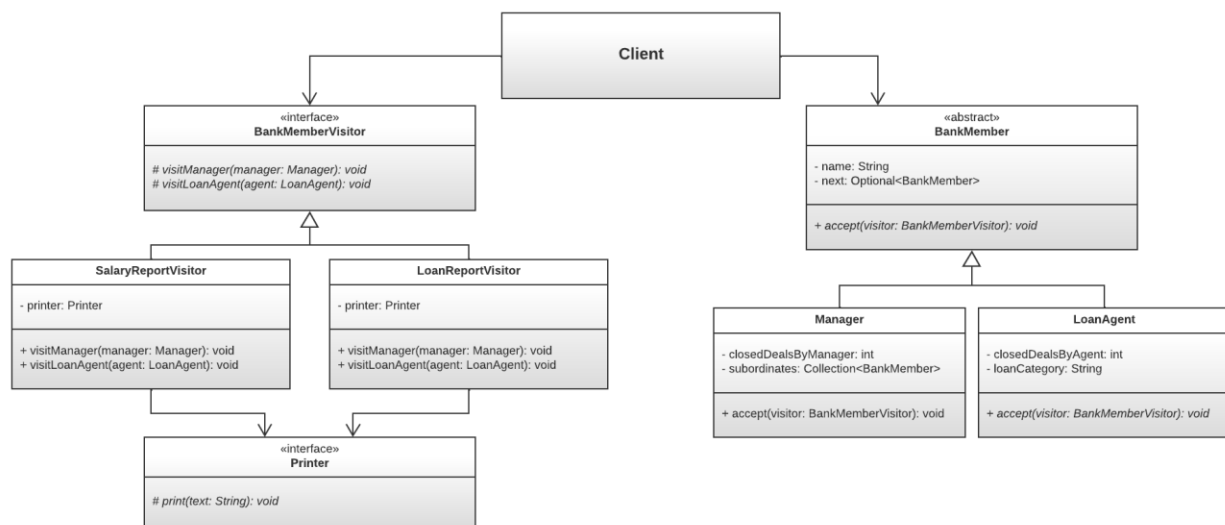 Client
«interface»
BankMemberVisitor
# visitManager(manager: Manager): void
# visitLoanAgent(agent: LoanAgent): void
«abstract»
BankMember
- name: String
- next: Optional<BankMember>
+ accept(visitor: BankMemberVisitor): void
SalaryReportVisitor
- printer: Printer
+ visitManager(manager: Manager): void
+ visitLoanAgent(agent: LoanAgent): void
LoanReportVisitor
- printer: Printer
+ visitManager(manager: Manager): void
+ visitLoanAgent(agent: LoanAgent): void
Manager
- closedDealsByManager: int
- subordinates: Collection<BankMember>
+ accept(visitor: BankMemberVisitor): void
LoanAgent
- closedDealsByAgent: int
- loanCategory: String
+ accept(visitor: BankMemberVisitor): void
«interface»
Printer
# print(text: String): void